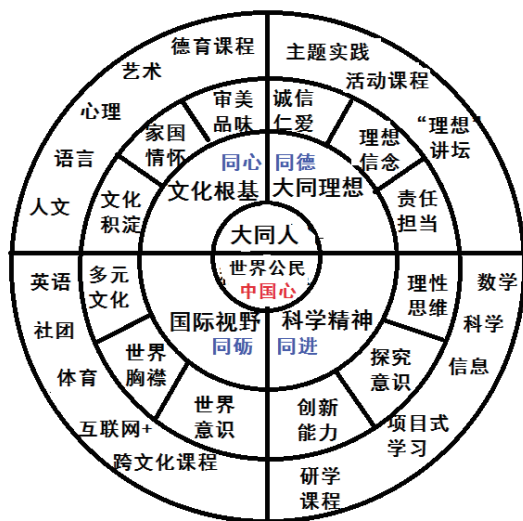 德育课程
艺术
心理
语言
人文
主题实践
活动课程
“理想”
讲坛
审美
品味
家国
情怀
文化
积淀
诚信
仁爱
理想
信念
责任
担当
同心
文化根基
同德
大同理想
大同人
世界公民
中国心
国际视野
同砺
科学精神
同进
多元
文化
世界
胸襟
世界
意识
理性
思维
探究
意识
创新
能力
英语
社团
体育
互联网+
跨文化课程
数学
科学
信息
项目式
学习
研学
课程